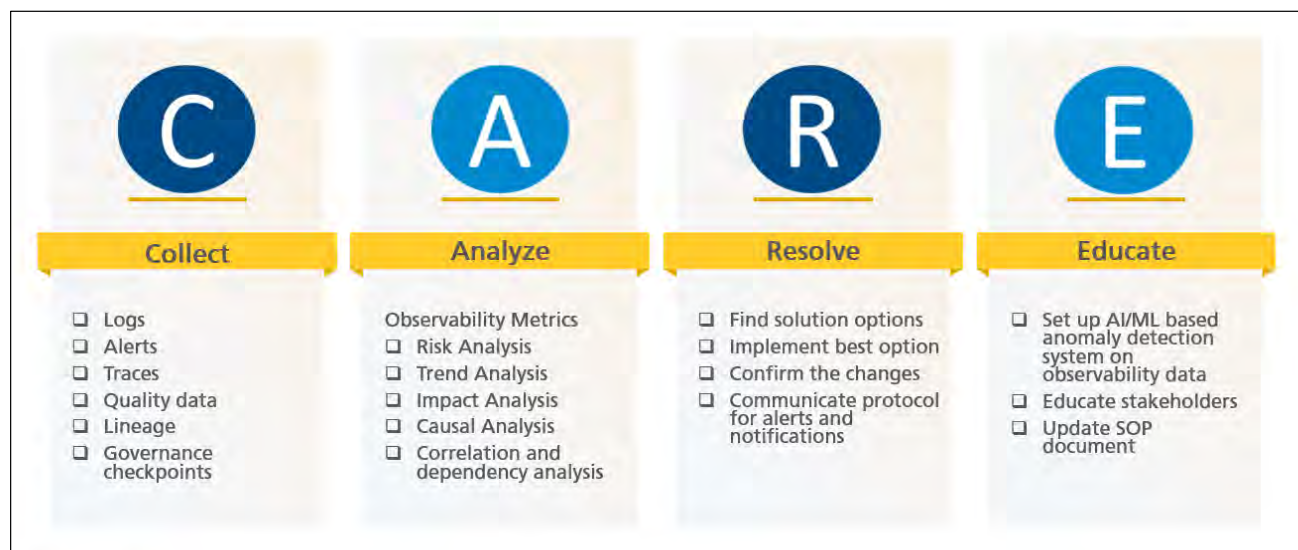 C
Collect
❑ Logs
❑ Alerts
❑ Traces
❑ Quality data
❑ Lineage
❑ Governance
checkpoints
A
Analyze
Observability Metrics
❑ Risk Analysis
❑ Trend Analysis
❑ Impact Analysis
❑ Causal Analysis
❑ Correlation and
dependency analysis
R
Resolve
❑ Find solution options
❑ Implement best option
❑ Confirm the changes
❑ Communicate protocol
for alerts and
notifications
E
Educate
❑ Set up AI/ML based
anomaly detection
system on
observability data
❑ Educate stakeholders
❑ Update SOP
document